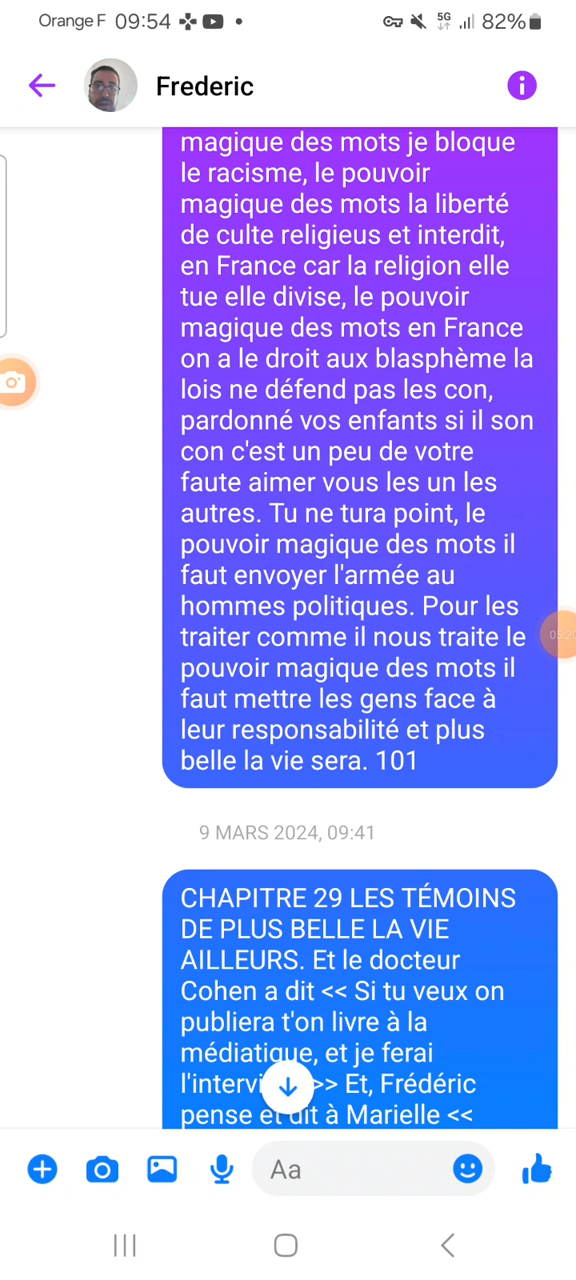 Orange F 09:54
5G 82%
Frederic
magique des mots je bloque
le racisme, le pouvoir
magique des mots la liberté
de culte religieus et interdit,
en France car la religion elle
tue elle divise, le pouvoir
magique des mots en France
on a le droit aux blasphème la
lois ne défend pas les con,
pardonné vos enfants si il son
con c'est un peu de votre
faute aimer vous les un les
autres. Tu ne tura point, le
pouvoir magique des mots il
faut envoyer l'armée au
hommes politiques. Pour les
traiter comme il nous traite le
pouvoir magique des mots il
faut mettre les gens face à
leur responsabilité et plus
belle la vie sera. 101
9 MARS 2024, 09:41
CHAPITRE 29 LES TÉMOINS
DE PLUS BELLE LA VIE
AILLEURS. Et le docteur
Cohen a dit << Si tu veux on
publiera t'on livre à la
médiatique, et je ferai
>> Et, Frédéric
pense et dit à Marielle <<
Aa